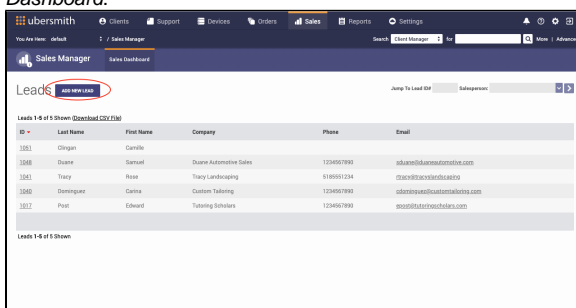 Dashboard.
ubersmith Clients Support Devices Orders Sales Reports Settings
You Are Here: default / Sales Manager Search Client Manager for More | Advance
Sales Manager Sales Dashboard
Leads ADD NEW LEAD Jump To Lead ID# Salesperson:
Leads 1-5 of 5 Shown (Download CSV File)
ID Last Name First Name Company Phone Email
1051 Clingan Camille
1048 Duane Samuel Duane Automotive Sales 1234567890 sduane@duaneautomotive.com
1041 Tracy Rose Tracy Landscaping 5185551234 rtracy@tracyslandscaping
1040 Dominguez Carina Custom Tailoring 1234567890 cdominguez@customtailoring.com
1017 Post Edward Tutoring Scholars 1234567890 epost@tutoringscholars.com
Leads 1-5 of 5 Shown